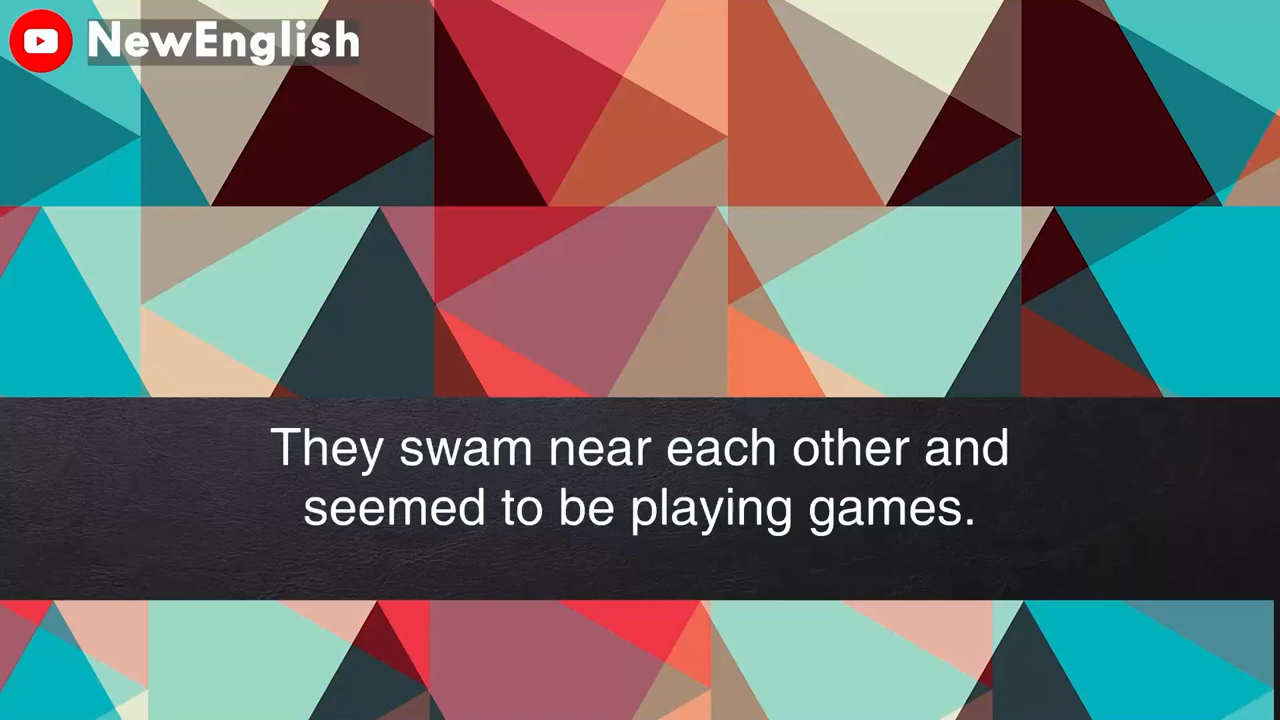 NewEnglish
They swam near each other and
seemed to be playing games.